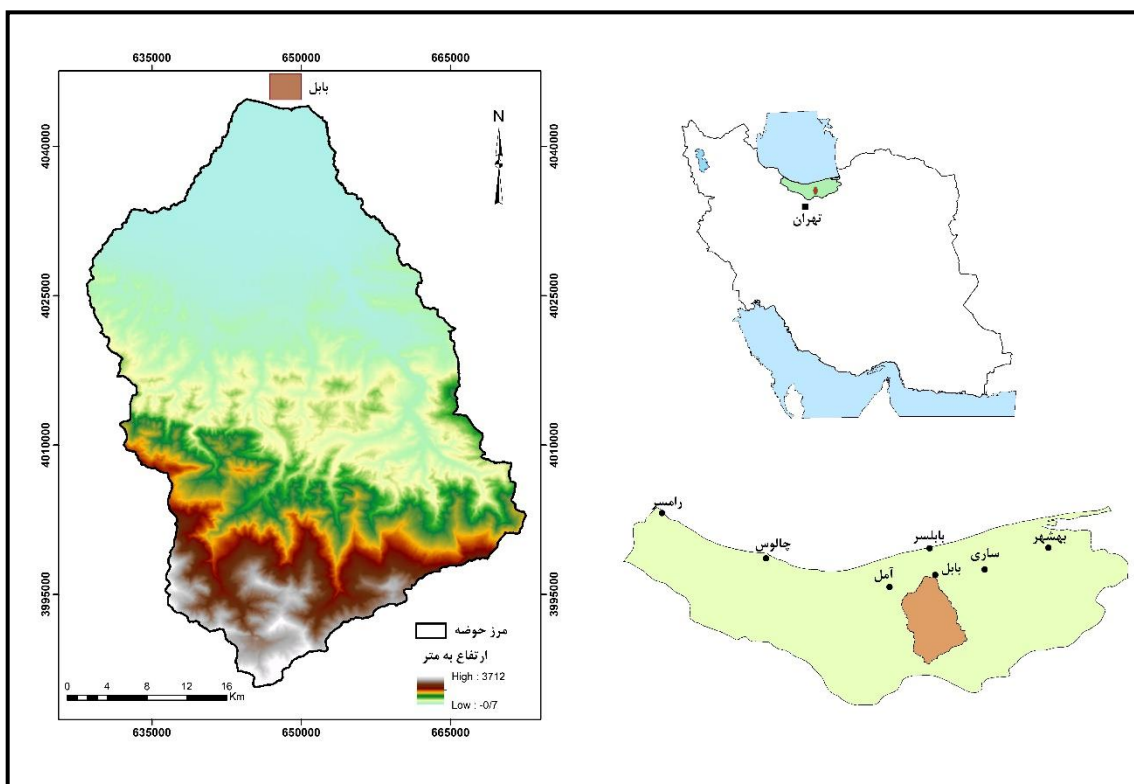 635000
650000
665000
بابل
N
4040000
4040000
4025000
4025000
4010000
4010000
3995000
3995000
مرز حوضه
ارتفاع به متر
High : 3712
Low : -0/7
0 4 8 12 16
Km
635000
650000
665000
تهران
رامسر
چالوس
بابلسر
بهشهر
ساری
بابل
آمل